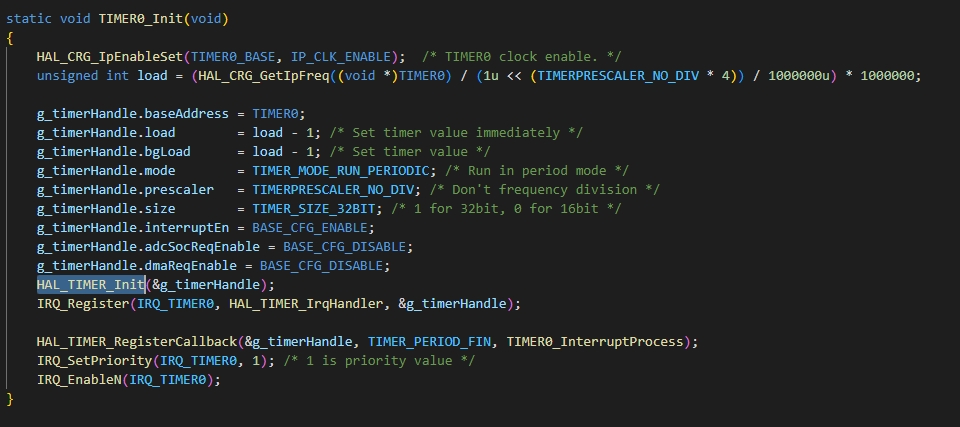 static void TIMER0_Init(void)
{
    HAL_CRG_IpEnableSet(TIMER0_BASE, IP_CLK_ENABLE);  /* TIMER0 clock enable. */
    unsigned int load = (HAL_CRG_GetIpFreq((void *)TIMER0) / (1u << (TIMERPRESCALER_NO_DIV * 4)) / 1000000u) * 1000000;

    g_timerHandle.baseAddress = TIMER0;
    g_timerHandle.load        = load - 1; /* Set timer value immediately */
    g_timerHandle.bgLoad      = load - 1; /* Set timer value */
    g_timerHandle.mode        = TIMER_MODE_RUN_PERIODIC; /* Run in period mode */
    g_timerHandle.prescaler   = TIMERPRESCALER_NO_DIV; /* Don't frequency division */
    g_timerHandle.size        = TIMER_SIZE_32BIT; /* 1 for 32bit, 0 for 16bit */
    g_timerHandle.interruptEn = BASE_CFG_ENABLE;
    g_timerHandle.adcSocReqEnable = BASE_CFG_DISABLE;
    g_timerHandle.dmaReqEnable = BASE_CFG_DISABLE;
    HAL_TIMER_Init(&g_timerHandle);
    IRQ_Register(IRQ_TIMER0, HAL_TIMER_IrqHandler, &g_timerHandle);

    HAL_TIMER_RegisterCallback(&g_timerHandle, TIMER_PERIOD_FIN, TIMER0_InterruptProcess);
    IRQ_SetPriority(IRQ_TIMER0, 1); /* 1 is priority value */
    IRQ_EnableN(IRQ_TIMER0);
}